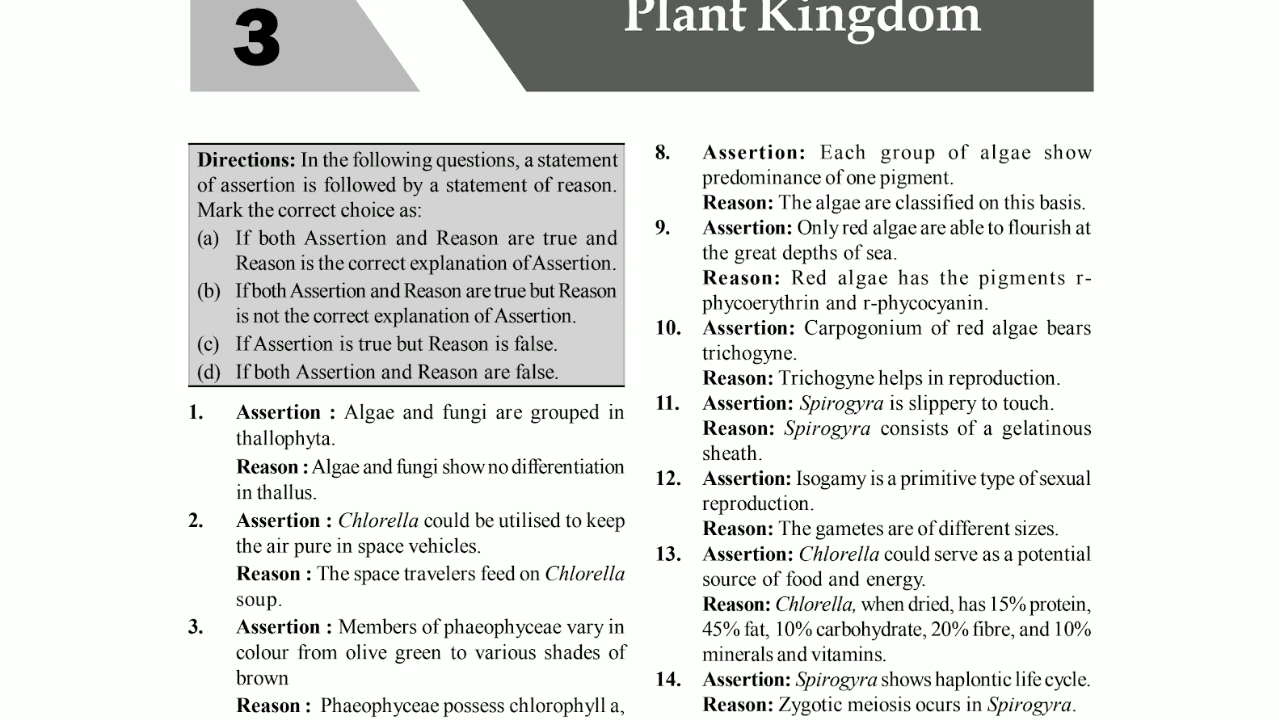 3
Plant Kingdom
Directions: In the following questions, a statement
of assertion is followed by a statement of reason.
Mark the correct choice as:
(a) If both Assertion and Reason are true and
Reason is the correct explanation of Assertion.
(b) If both Assertion and Reason are true but Reason
is not the correct explanation of Assertion.
(c) If Assertion is true but Reason is false.
(d) If both Assertion and Reason are false.
1. Assertion : Algae and fungi are grouped in
thallophyta.
Reason : Algae and fungi show no differentiation
in thallus.
2. Assertion : Chlorella could be utilised to keep
the air pure in space vehicles.
Reason : The space travelers feed on Chlorella
soup.
3. Assertion : Members of phaeophyceae vary in
colour from olive green to various shades of
brown
Reason : Phaeophyceae possess chlorophyll a,
8. Assertion: Each group of algae show
predominance of one pigment.
Reason: The algae are classified on this basis.
9. Assertion: Only red algae are able to flourish at
the great depths of sea.
Reason: Red algae has the pigments r-
phycoerythrin and r-phycocyanin.
10. Assertion: Carpogonium of red algae bears
trichogyne.
Reason: Trichogyne helps in reproduction.
11. Assertion: Spirogyra is slippery to touch.
Reason: Spirogyra consists of a gelatinous
sheath.
12. Assertion: Isogamy is a primitive type of sexual
reproduction.
Reason: The gametes are of different sizes.
13. Assertion: Chlorella could serve as a potential
source of food and energy.
Reason: Chlorella, when dried, has 15% protein,
45% fat, 10% carbohydrate, 20% fibre, and 10%
minerals and vitamins.
14. Assertion: Spirogyra shows haplontic life cycle.
Reason: Zygotic meiosis ocurs in Spirogyra.